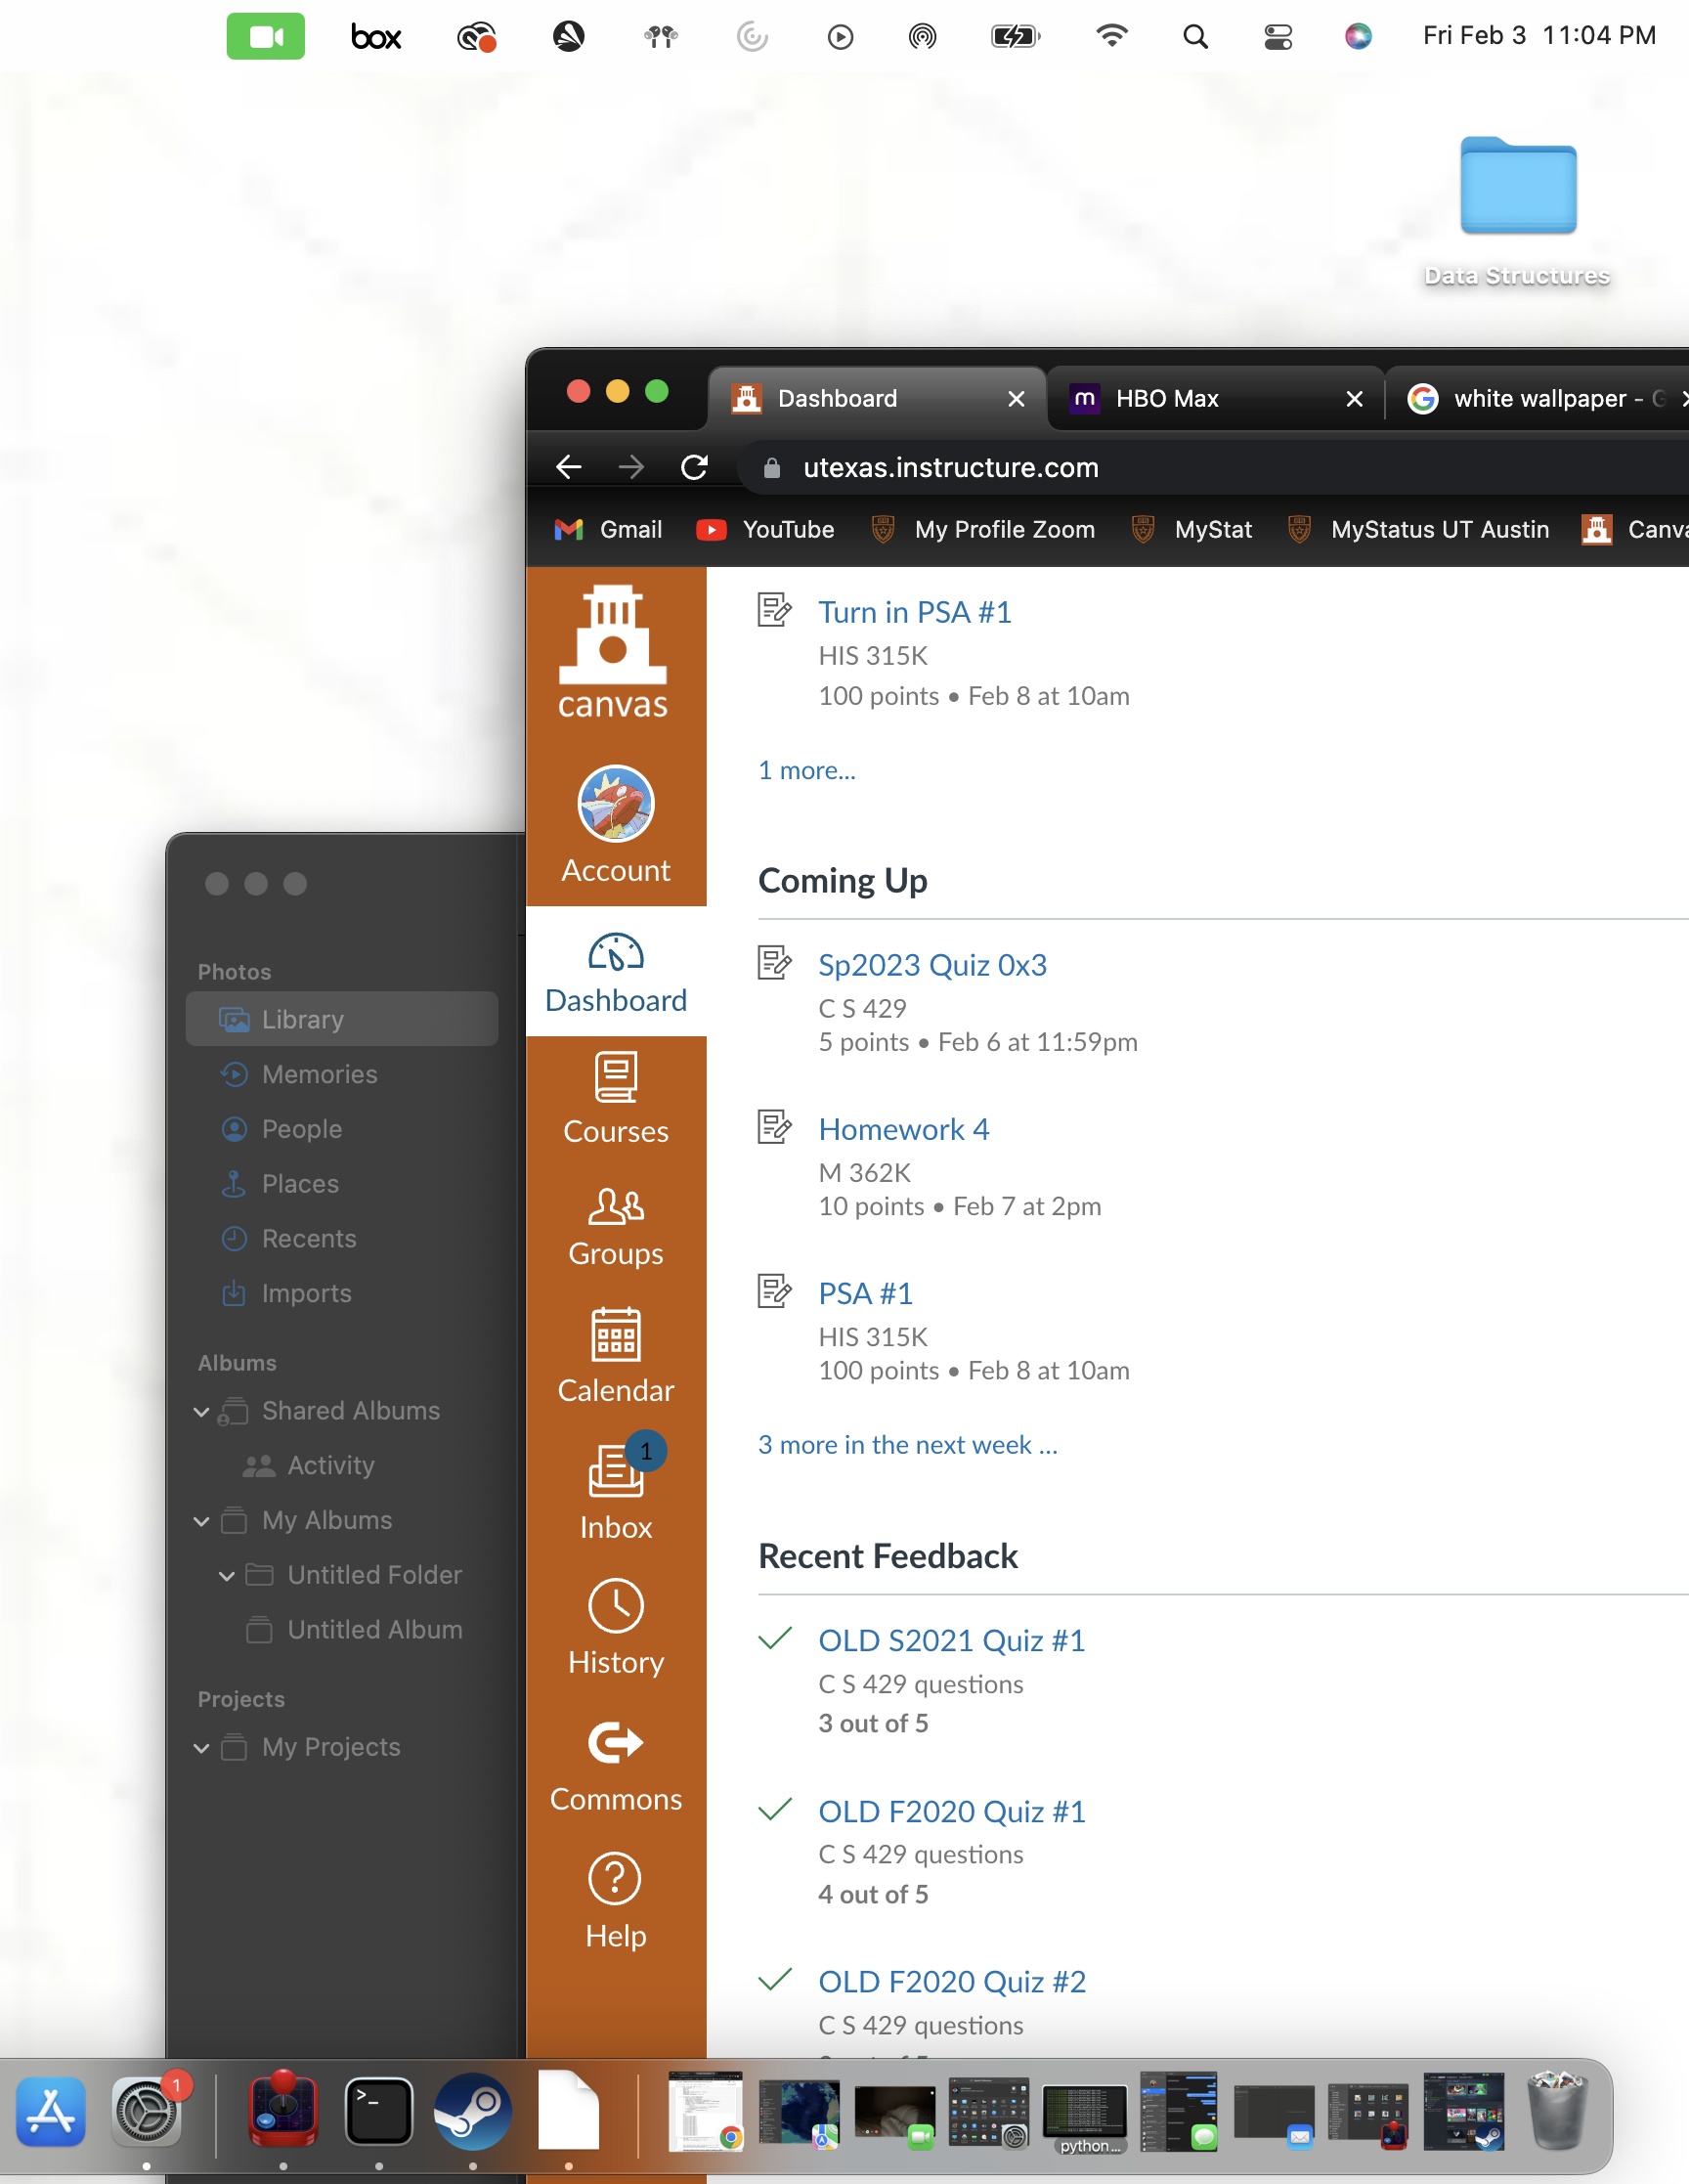 box
Fri Feb 3 11:04 PM
Data Structures
Dashboard
HBO Max
white wallpaper - G
utexas.instructure.com
Gmail
YouTube
My Profile Zoom
MyStat
MyStatus UT Austin
Canva
canvas
Account
Dashboard
Courses
Groups
Calendar
1
Inbox
History
Commons
Help
Turn in PSA #1
HIS 315K
100 points • Feb 8 at 10am
1 more...
Coming Up
Sp2023 Quiz 0x3
C S 429
5 points • Feb 6 at 11:59pm
Homework 4
M 362K
10 points • Feb 7 at 2pm
PSA #1
HIS 315K
100 points • Feb 8 at 10am
3 more in the next week ...
Recent Feedback
OLD S2021 Quiz #1
C S 429 questions
3 out of 5
OLD F2020 Quiz #1
C S 429 questions
4 out of 5
OLD F2020 Quiz #2
C S 429 questions
Photos
Library
Memories
People
Places
Recents
Imports
Albums
Shared Albums
Activity
My Albums
Untitled Folder
Untitled Album
Projects
My Projects
1
python...